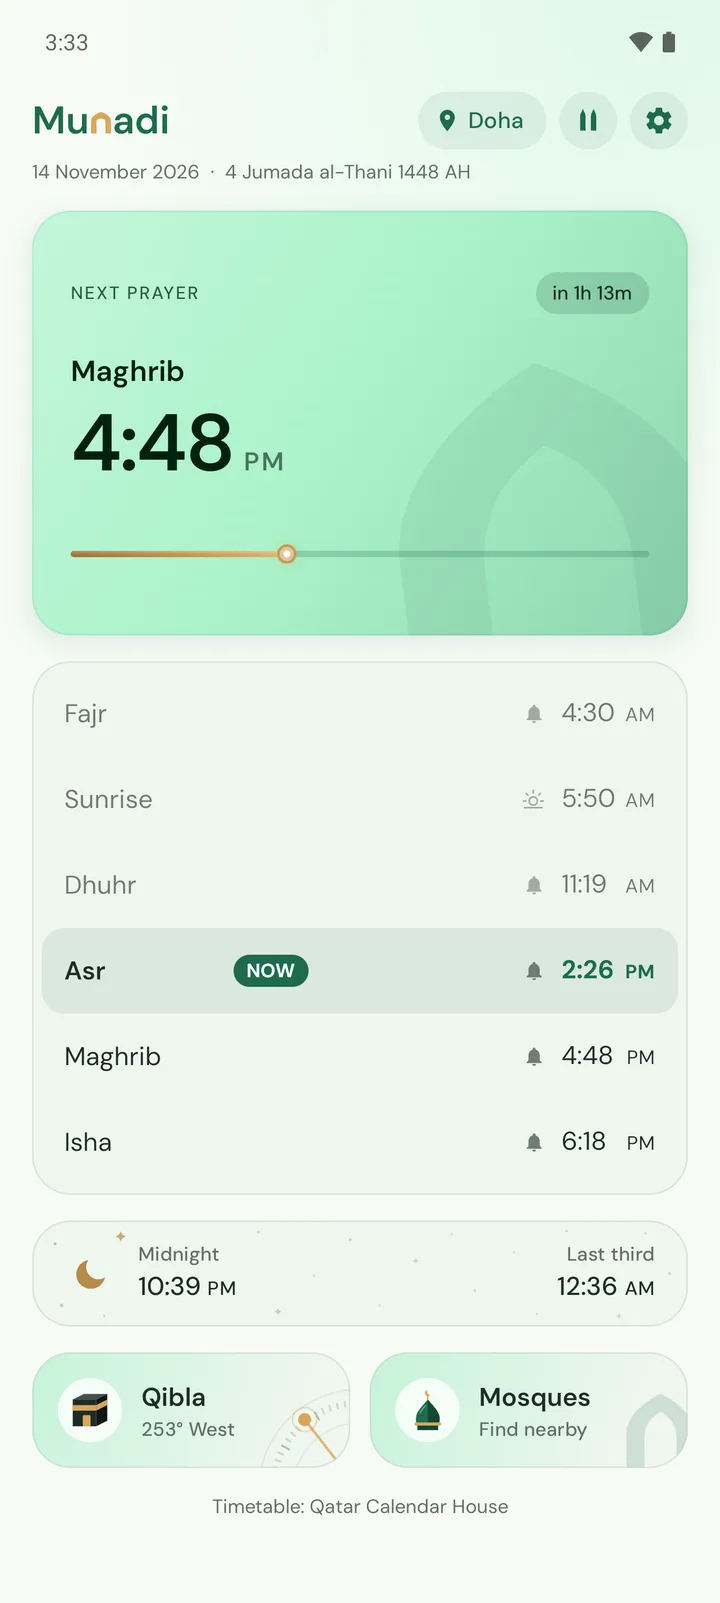 3:33
Munadi
Doha
14 November 2026 · 4 Jumada al-Thani 1448 AH
NEXT PRAYER
in 1h 13m
Maghrib
4:48 PM
Fajr 4:30 AM
Sunrise 5:50 AM
Dhuhr 11:19 AM
Asr NOW 2:26 PM
Maghrib 4:48 PM
Isha 6:18 PM
Midnight Last third
10:39 PM 12:36 AM
Qibla Mosques
253° West Find nearby
Timetable: Qatar Calendar House